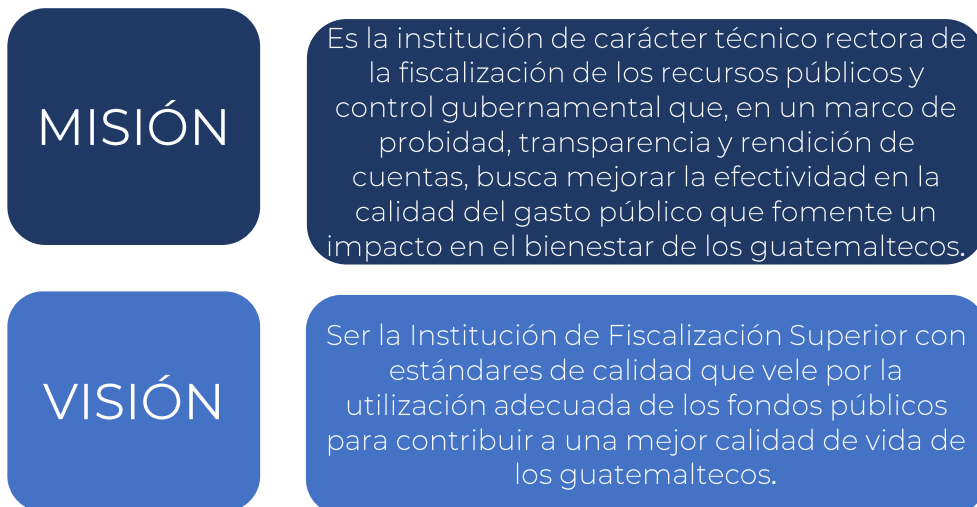 MISIÓN
Es la institución de carácter técnico rectora de
la fiscalización de los recursos públicos y
control gubernamental que, en un marco de
probidad, transparencia y rendición de
cuentas, busca mejorar la efectividad en la
calidad del gasto público que fomente un
impacto en el bienestar de los guatemaltecos.
VISIÓN
Ser la Institución de Fiscalización Superior con
estándares de calidad que vele por la
utilización adecuada de los fondos públicos
para contribuir a una mejor calidad de vida de
los guatemaltecos.